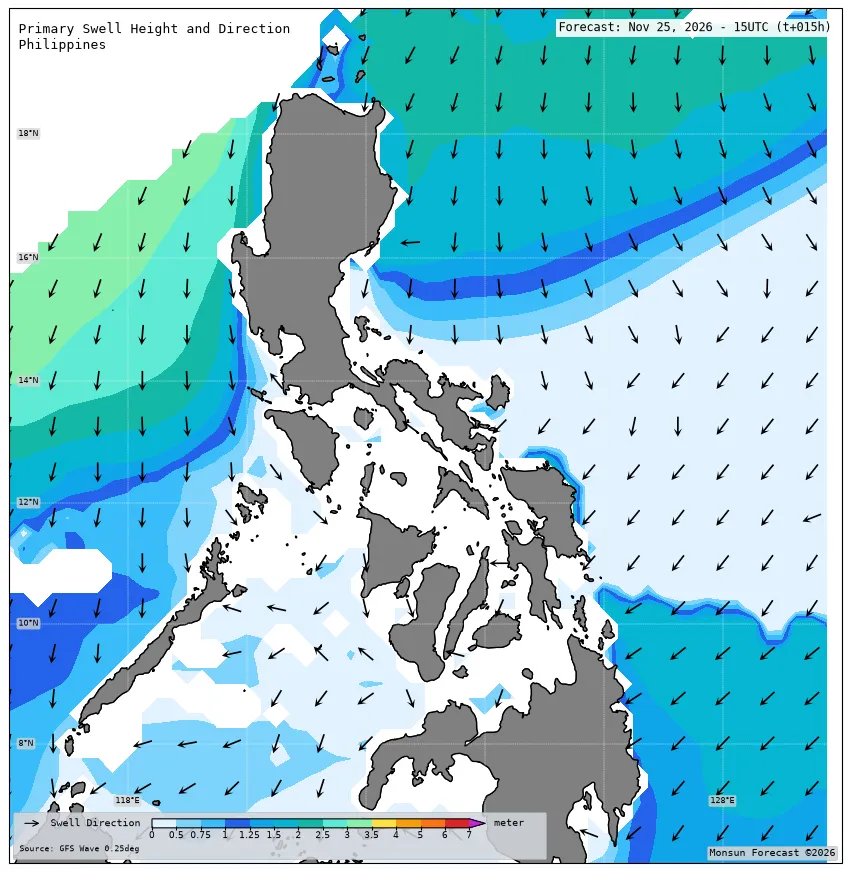 Primary Swell Height and Direction
Philippines
Forecast: Nov 25, 2026 - 15UTC (t+015h)
18°N
16°N
14°N
12°N
10°N
8°N
118°E
128°E
Swell Direction
0 0.5 0.75 1 1.25 1.5 2 2.5 3 3.5 4 5 6 7
meter
Source: GFS Wave 0.25deg
Monsun Forecast ©2026